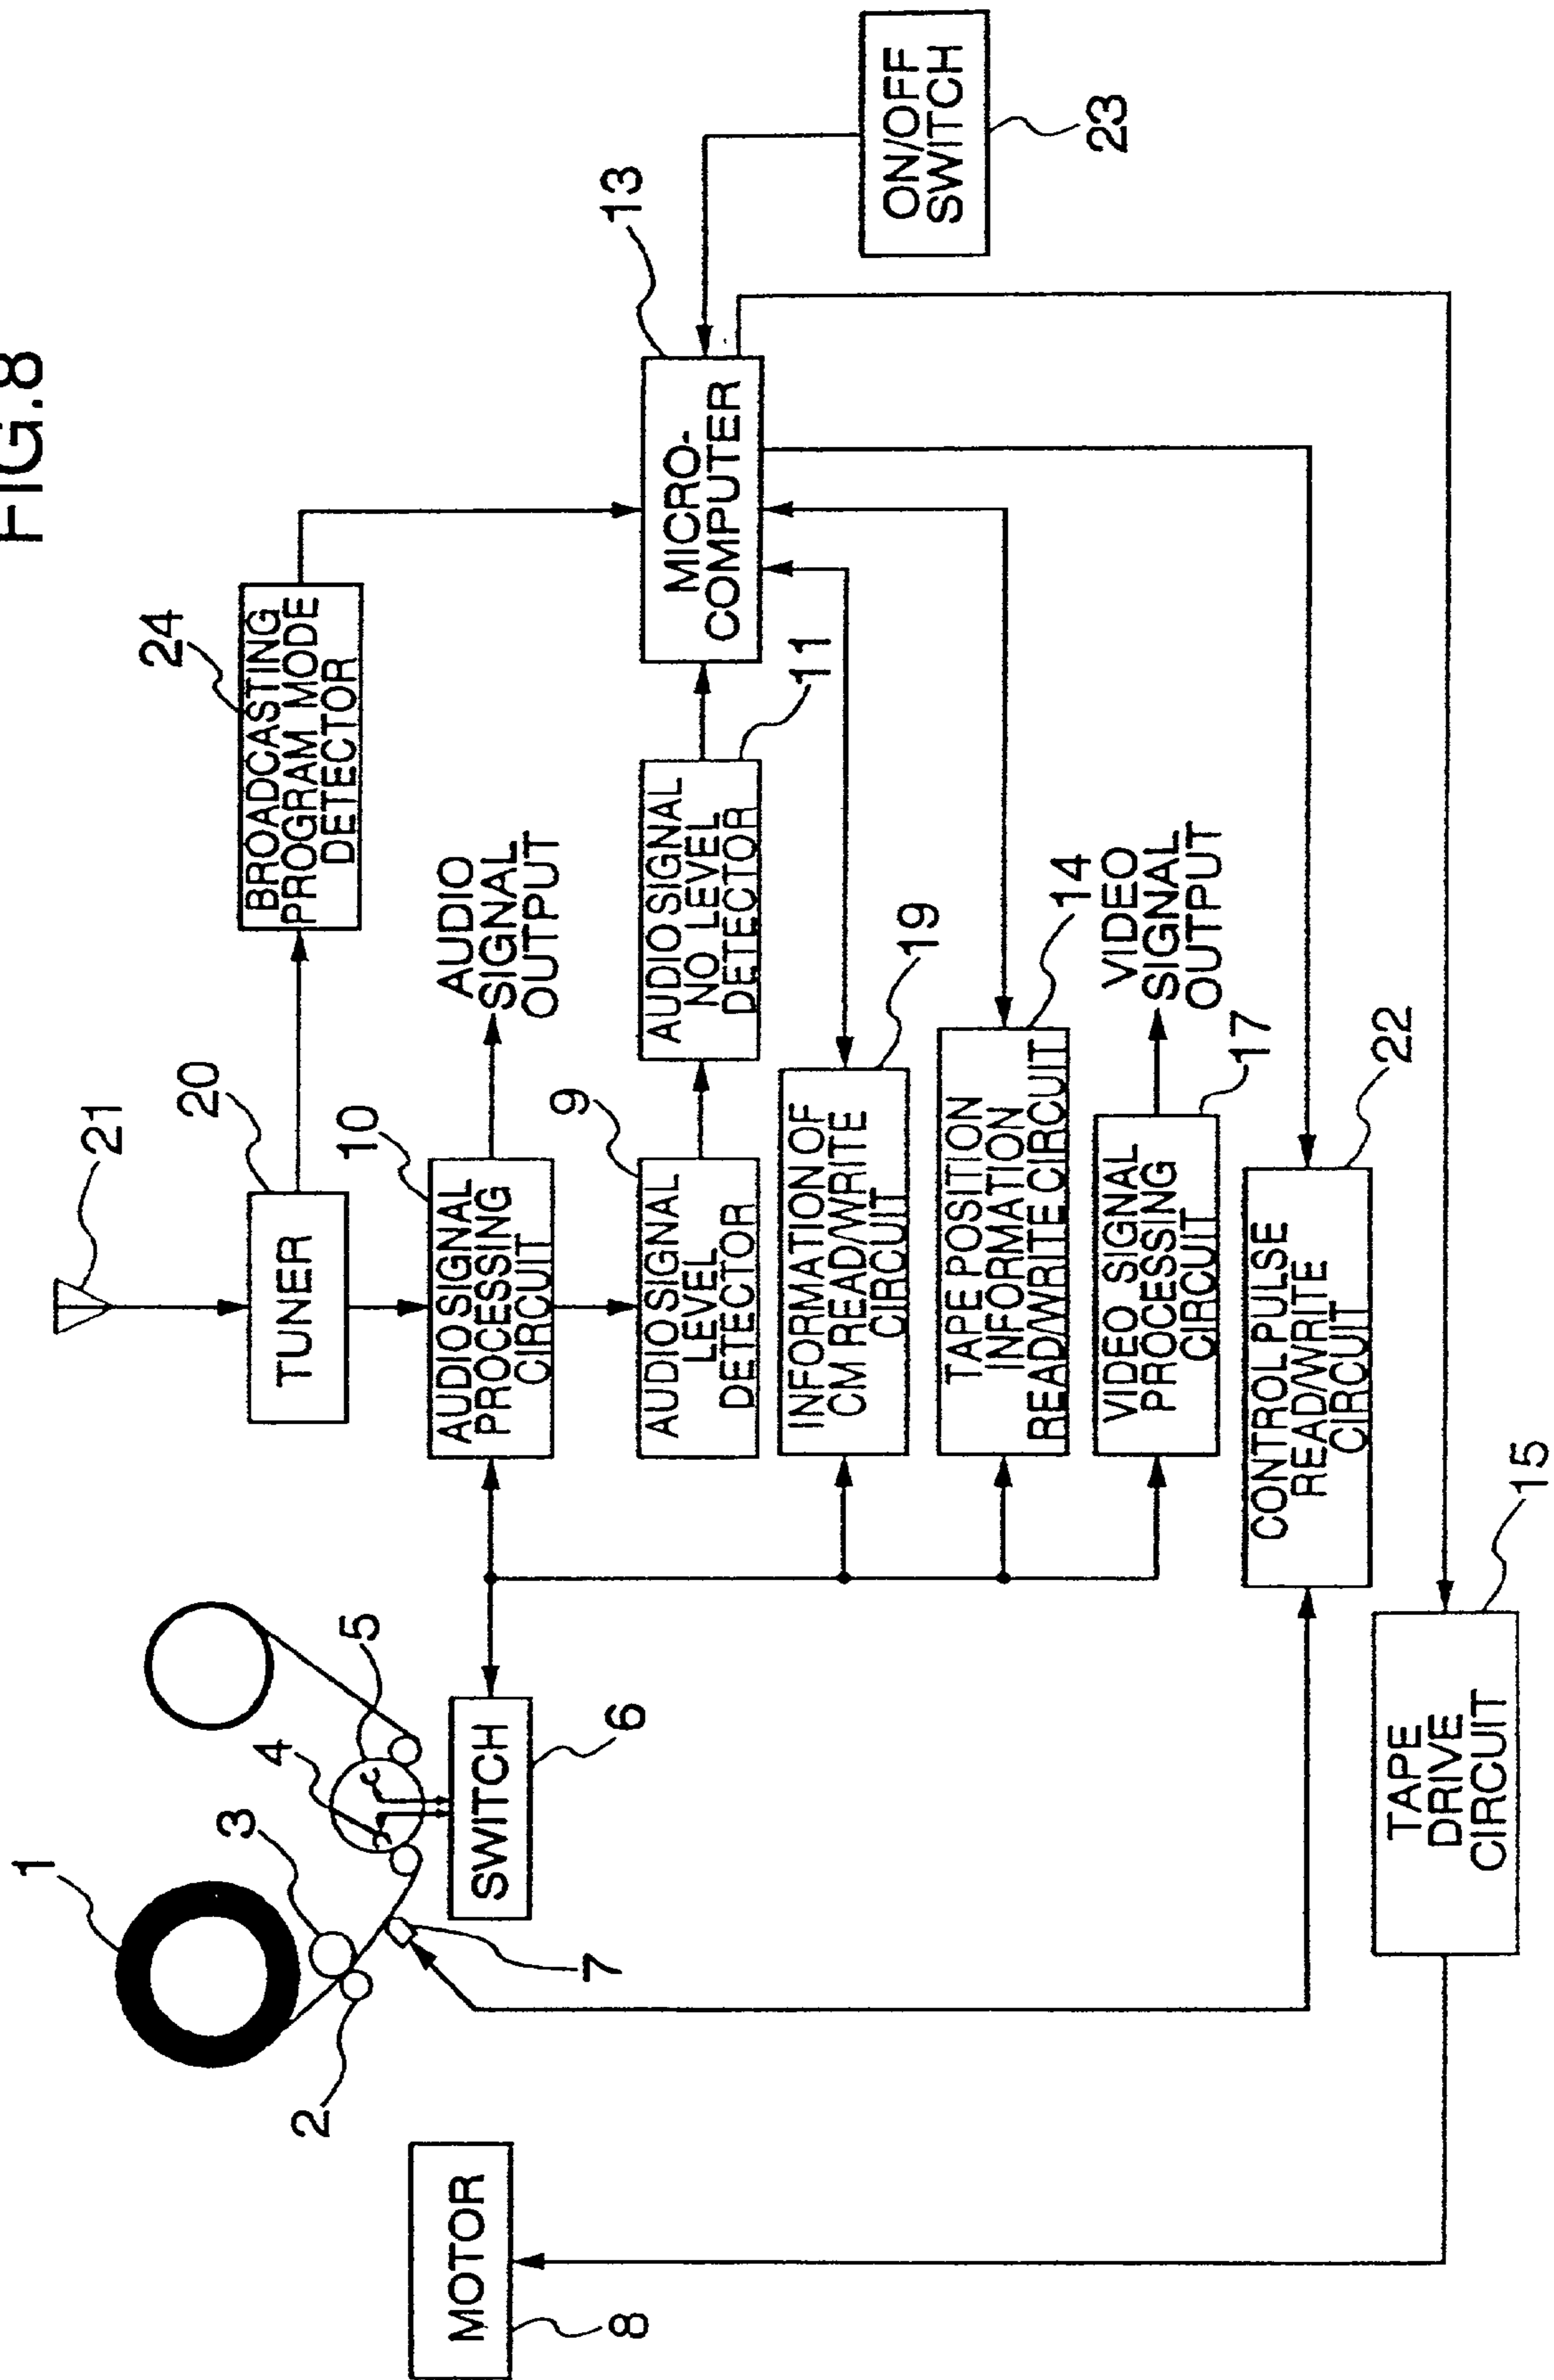 FIG.8
21
20
TUNER
24
BROADCASTING
PROGRAM MODE
DETECTOR
10
AUDIO SIGNAL
PROCESSING
CIRCUIT
AUDIO
SIGNAL
OUTPUT
9
AUDIO SIGNAL
LEVEL
DETECTOR
AUDIO SIGNAL
NO LEVEL
DETECTOR
11
MICRO-
COMPUTER
13
ON/OFF
SWITCH
23
1
3
2
4
5
7
SWITCH
6
INFORMATION OF
CM READ/WRITE
CIRCUIT
19
TAPE POSITION
INFORMATION
READ/WRITE CIRCUIT
14
VIDEO SIGNAL
PROCESSING
CIRCUIT
17
VIDEO
SIGNAL
OUTPUT
CONTROL PULSE
READ/WRITE
CIRCUIT
22
MOTOR
8
TAPE
DRIVE
CIRCUIT
15